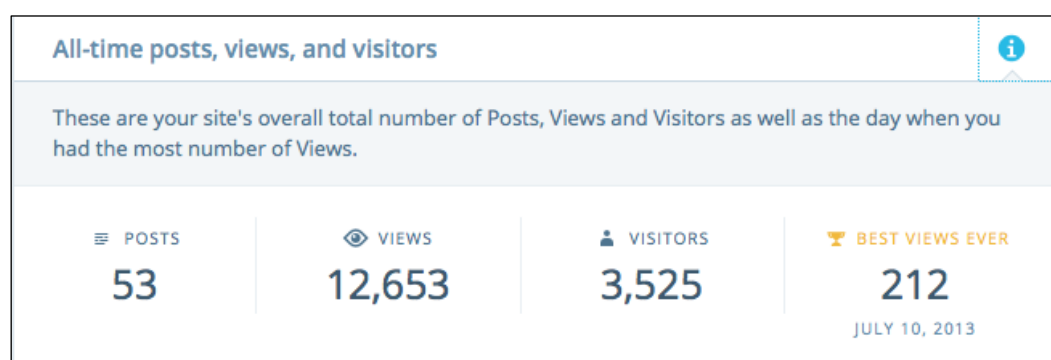 All-time posts, views, and visitors
These are your site's overall total number of Posts, Views and Visitors as well as the day when you
had the most number of Views.
POSTS
53
VIEWS
12,653
VISITORS
3,525
BEST VIEWS EVER
212
JULY 10, 2013